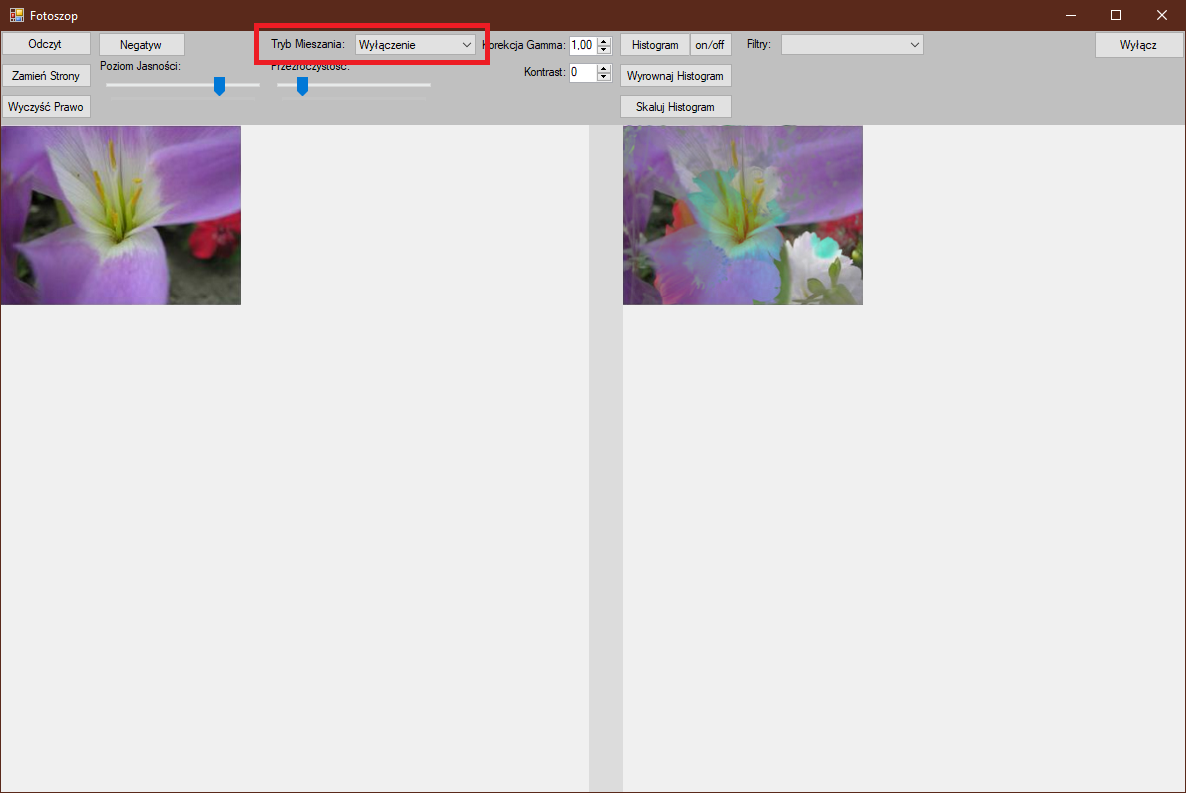 Fotoszop
Odczyt
Negatyw
Tryb Mieszania:
Wyłączenie
Korekcja Gamma:
1,00
Histogram
on/off
Filtry:
Wyłącz
Zamień Strony
Poziom Jasności:
Przezroczystość:
Kontrast:
0
Wyrownaj Histogram
Wyczyść Prawo
Skaluj Histogram